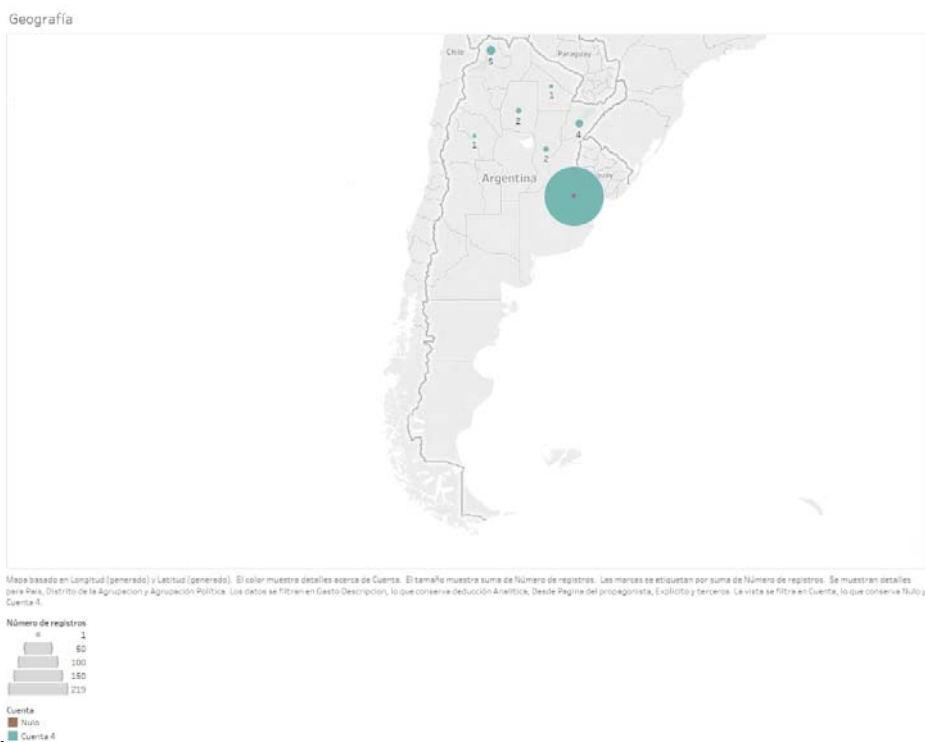 Geografía
Chile
Paraguay
5
1
2
4
1
2
Argentina
Mapa basado en Longitud (generado) y Latitud (generado). El color muestra detalles acerca de Cuenta. El tamaño muestra suma de Número de registros. Las marcas se etiquetan por suma de Número de registros. Se muestran detalles
para País, Distrito de la Agrupacion y Agrupación Política. Los datos se filtran en Gasto Descripcion, lo que conserva deducción Analítica, Desde Pagina del propagonista, Explícito y terceros. La vista se filtra en Cuenta, lo que conserva Nulo y
Cuenta 4.
Número de registros
1
50
100
150
219
Cuenta
Nulo
Cuenta 4